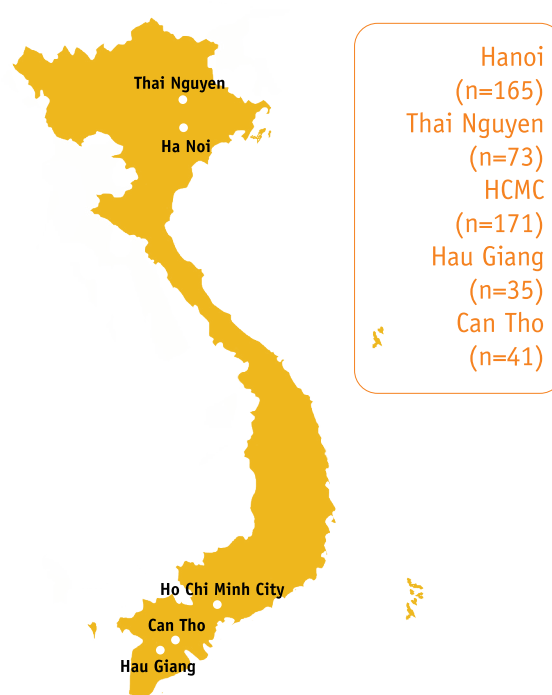 Thai Nguyen
Ha Noi
Ho Chi Minh City
Can Tho
Hau Giang
Hanoi
(n=165)
Thai Nguyen
(n=73)
HCMC
(n=171)
Hau Giang
(n=35)
Can Tho
(n=41)